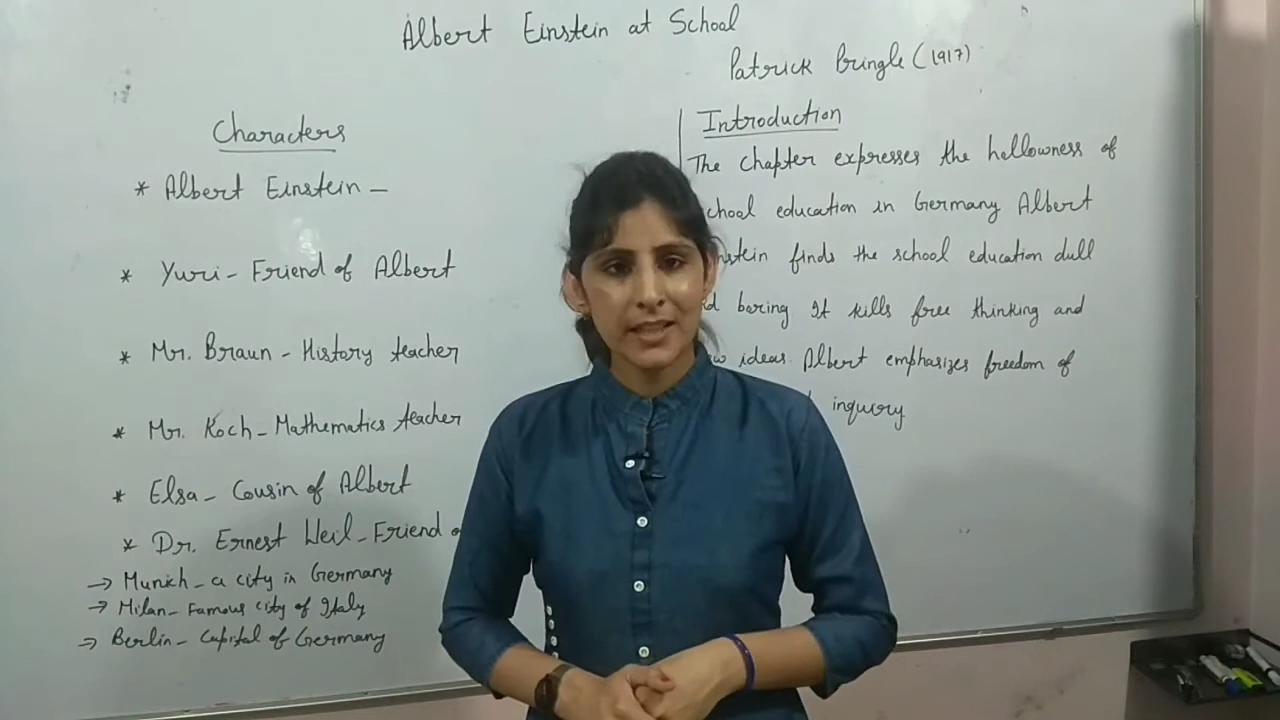 Albert Einstein at School
Patrick Pringle (1917)
Characters
* Albert Einstein -
* Yuri - Friend of Albert
* Mr. Braun - History teacher
* Mr. Koch - Mathematics teacher
* Elsa - Cousin of Albert
* Dr. Ernest Weil - Friend
→ Munich - a city in Germany
→ Milan - Famous city of Italy
→ Berlin - Capital of Germany
Introduction
The chapter expresses the hollowness of
chool education in Germany Albert
nstein finds the school education dull
d boring It kills free thinking and
w ideas. Albert emphasizes freedom of
inquiry